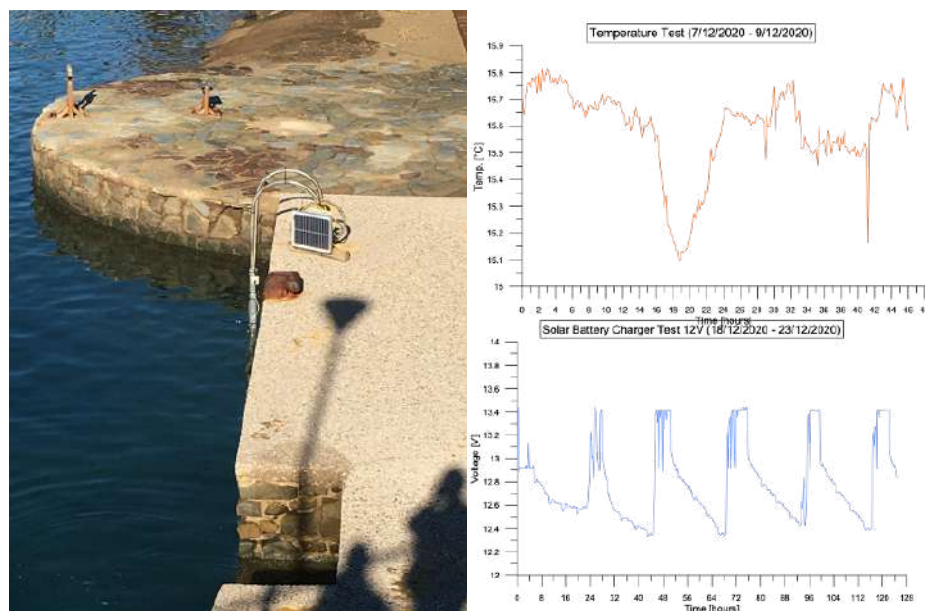 Temperature Test (7/12/2020 - 9/12/2020)
16
15.9
15.8
15.7
15.6
15.5
15.4
15.3
15.2
15.1
15
Temp. [°C]
0 2 4 6 8 10 12 14 16 17 19 21 22 24 26 28 30 32 34 36 38 40 42 44 46 48
Time [hours]
Solar Battery Charger Test 12V (18/12/2020 - 23/12/2020)
14
13.8
13.6
13.4
13.2
13
12.8
12.6
12.4
12.2
12
Voltage [V]
0 8 16 24 32 40 48 56 64 72 80 88 96 104 112 120 128
Time [hours]